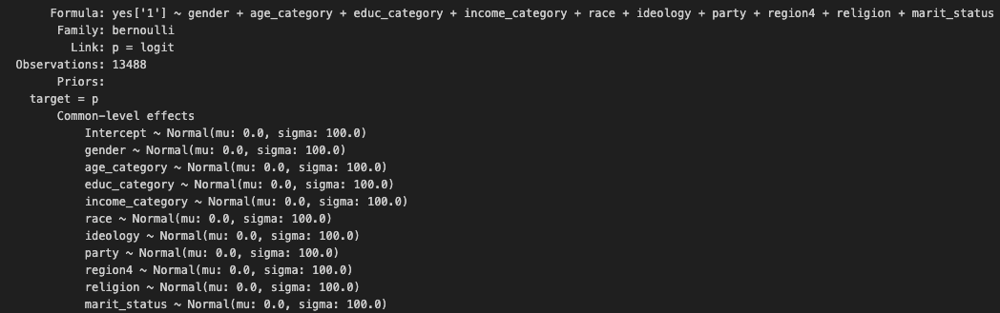 Formula: yes['1'] ~ gender + age_category + educ_category + income_category + race + ideology + party + region4 + religion + marit_status
Family: bernoulli
Link: p = logit
Observations: 13488
Priors:
target = p
Common-level effects
Intercept ~ Normal(mu: 0.0, sigma: 100.0)
gender ~ Normal(mu: 0.0, sigma: 100.0)
age_category ~ Normal(mu: 0.0, sigma: 100.0)
educ_category ~ Normal(mu: 0.0, sigma: 100.0)
income_category ~ Normal(mu: 0.0, sigma: 100.0)
race ~ Normal(mu: 0.0, sigma: 100.0)
ideology ~ Normal(mu: 0.0, sigma: 100.0)
party ~ Normal(mu: 0.0, sigma: 100.0)
region4 ~ Normal(mu: 0.0, sigma: 100.0)
religion ~ Normal(mu: 0.0, sigma: 100.0)
marit_status ~ Normal(mu: 0.0, sigma: 100.0)